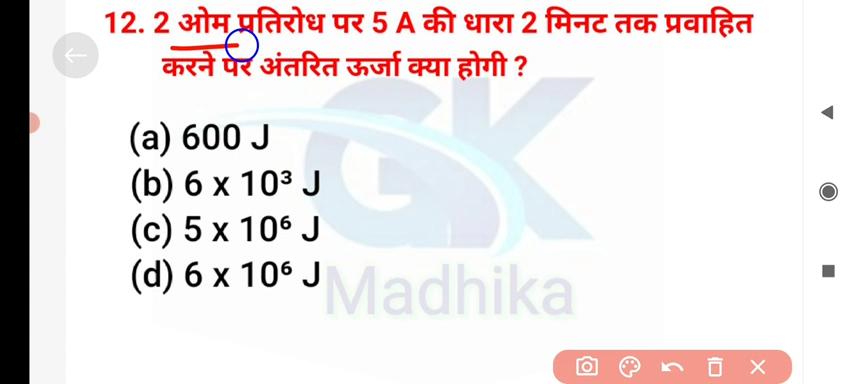 12. 2 ओम प्रतिरोध पर 5 A की धारा 2 मिनट तक प्रवाहित
करने पर अंतरित ऊर्जा क्या होगी ?
(a) 600 J
(b) 6 x 10³ J
(c) 5 x 10⁶ J
(d) 6 x 10⁶ J
GK
Madhika